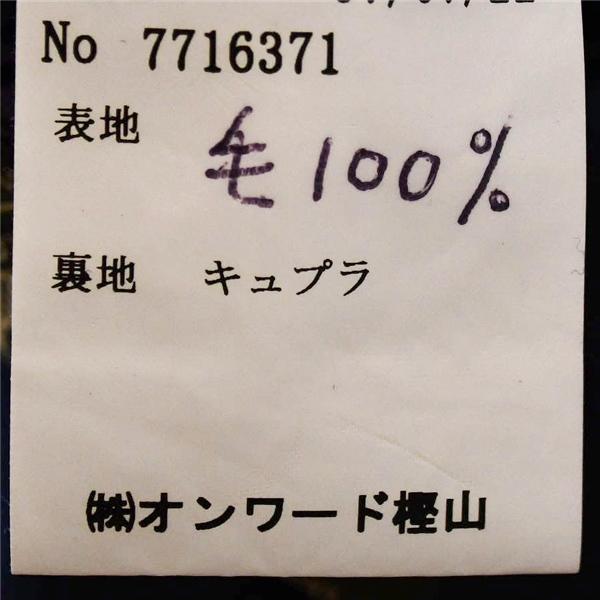 No 7716371
表地 毛100%
裏地 キュプラ
㈱オンワード樫山